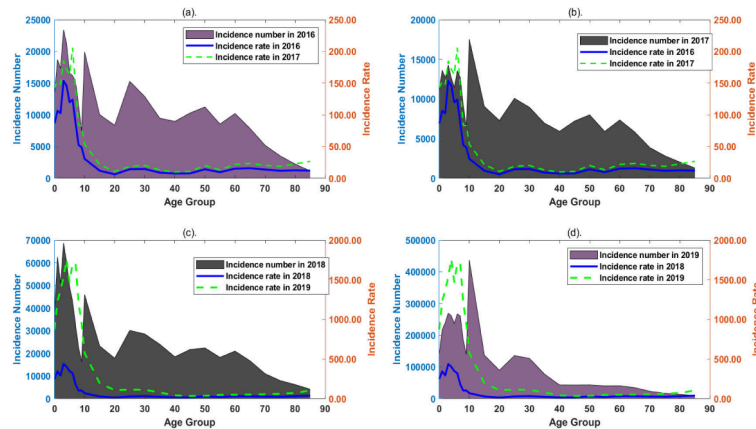 (a).
25000
20000
15000
10000
5000
0
250.00
200.00
150.00
100.00
50.00
0.00
Incidence Number
Incidence Rate
Incidence number in 2016
Incidence rate in 2016
Incidence rate in 2017
0 10 20 30 40 50 60 70 80 90
Age Group
(b).
20000
15000
10000
5000
0
250.00
200.00
150.00
100.00
50.00
0.00
Incidence Number
Incidence Rate
Incidence number in 2017
Incidence rate in 2016
Incidence rate in 2017
0 10 20 30 40 50 60 70 80 90
Age Group
(c).
70000
60000
50000
40000
30000
20000
10000
0
2000.00
1500.00
1000.00
500.00
0.00
Incidence Number
Incidence Rate
Incidence number in 2018
Incidence rate in 2018
Incidence rate in 2019
0 10 20 30 40 50 60 70 80 90
Age Group
(d).
500000
400000
300000
200000
100000
0
2000.00
1500.00
1000.00
500.00
0.00
Incidence Number
Incidence Rate
Incidence number in 2019
Incidence rate in 2018
Incidence rate in 2019
0 10 20 30 40 50 60 70 80 90
Age Group